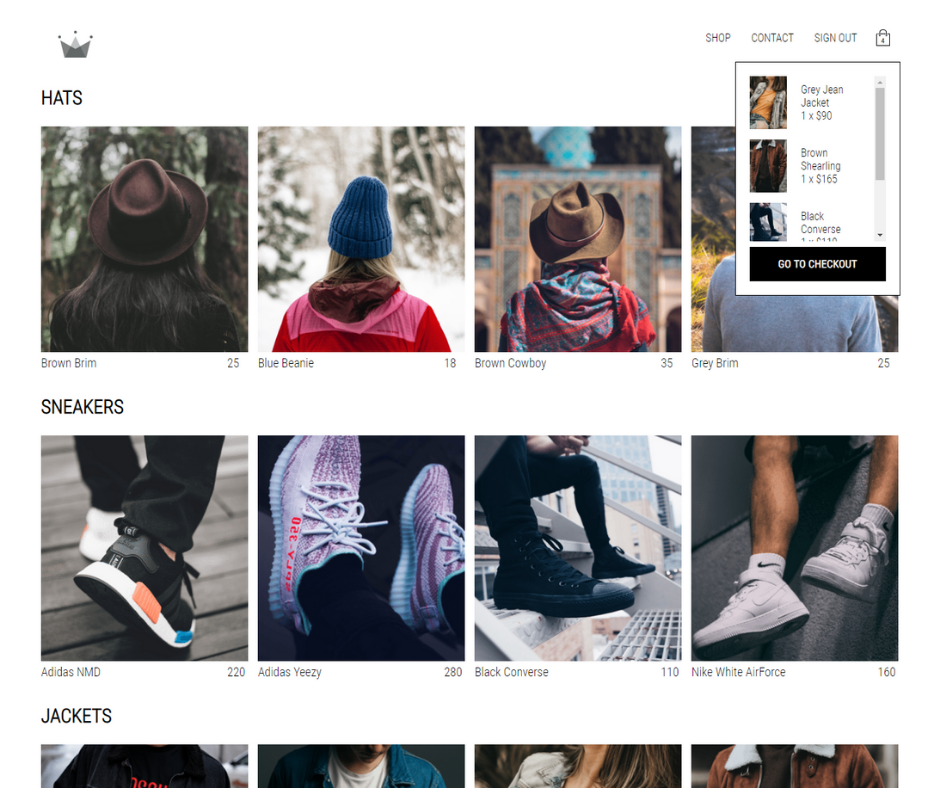 SHOP CONTACT SIGN OUT 4
Grey Jean
Jacket
1 x $90
Brown
Shearling
1 x $165
Black
Converse
1 x $110
GO TO CHECKOUT
HATS
Brown Brim 25
Blue Beanie 18
Brown Cowboy 35
Grey Brim 25
SNEAKERS
Adidas NMD 220
Adidas Yeezy 280
Black Converse 110
Nike White AirForce 160
JACKETS